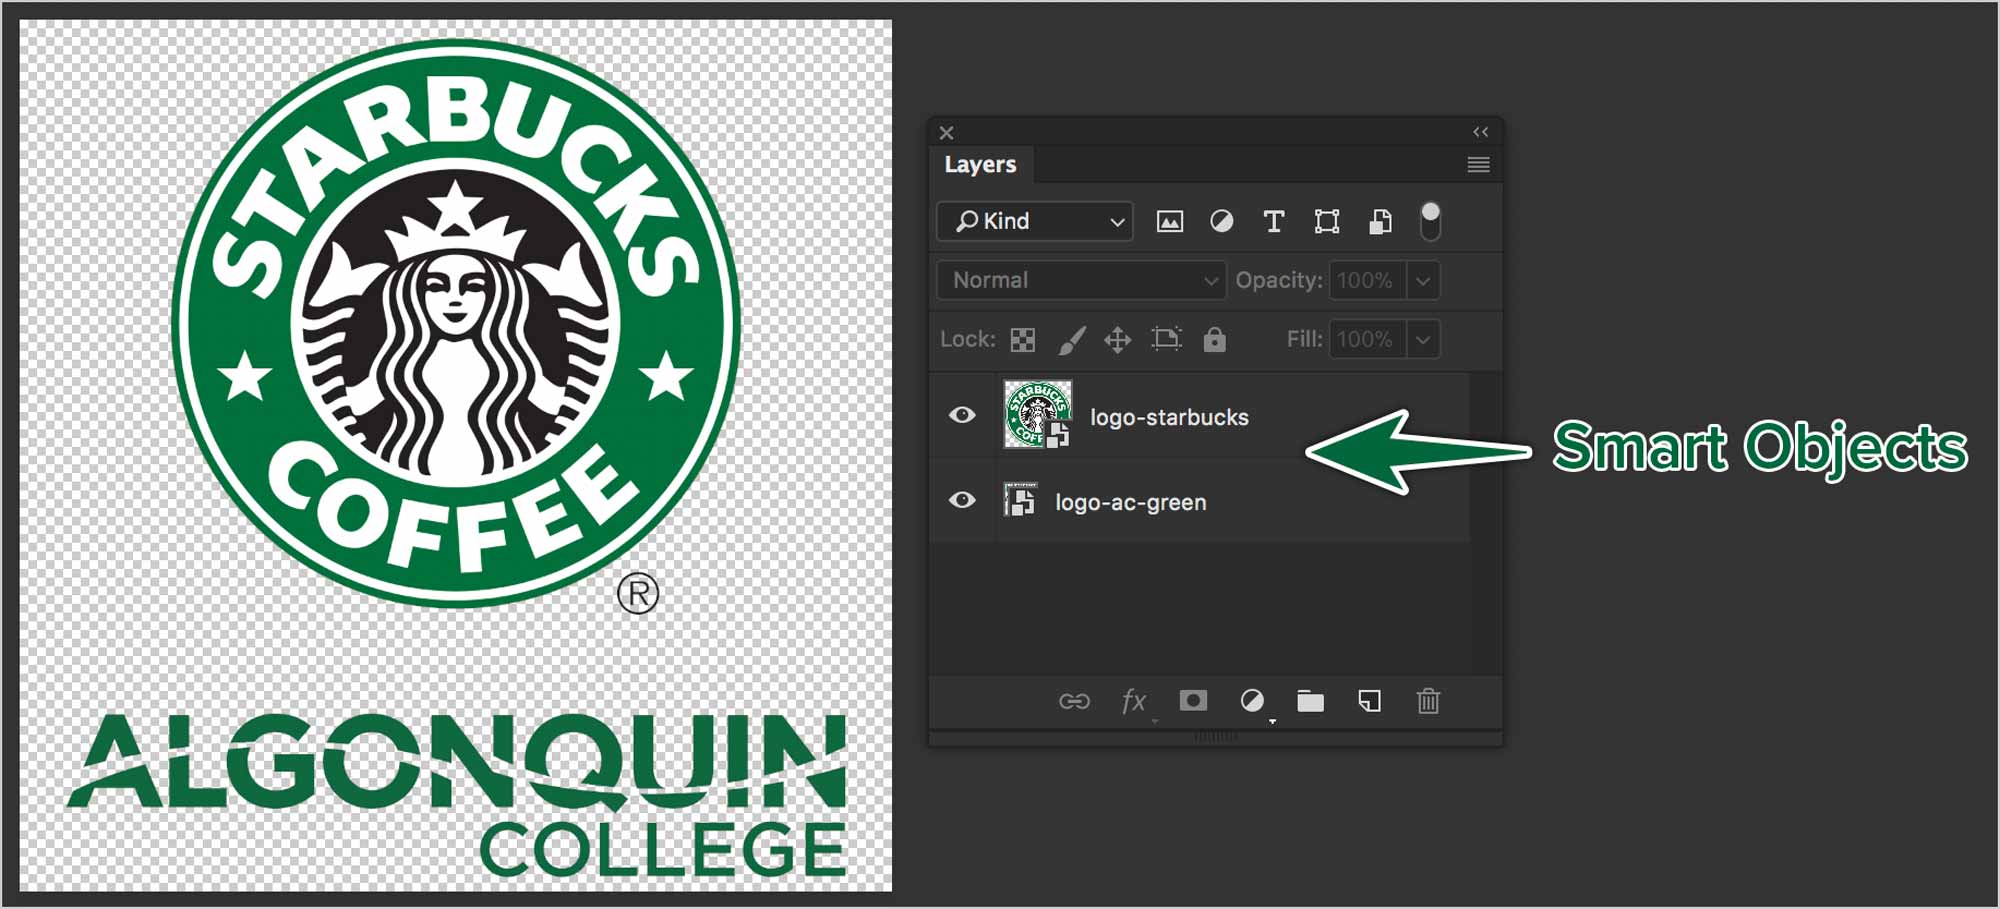 STARBUCKS
COFFEE
®
ALGONQUIN
COLLEGE
Layers
Kind
Normal Opacity: 100%
Lock: Fill: 100%
logo-starbucks
logo-ac-green
fx
Smart Objects